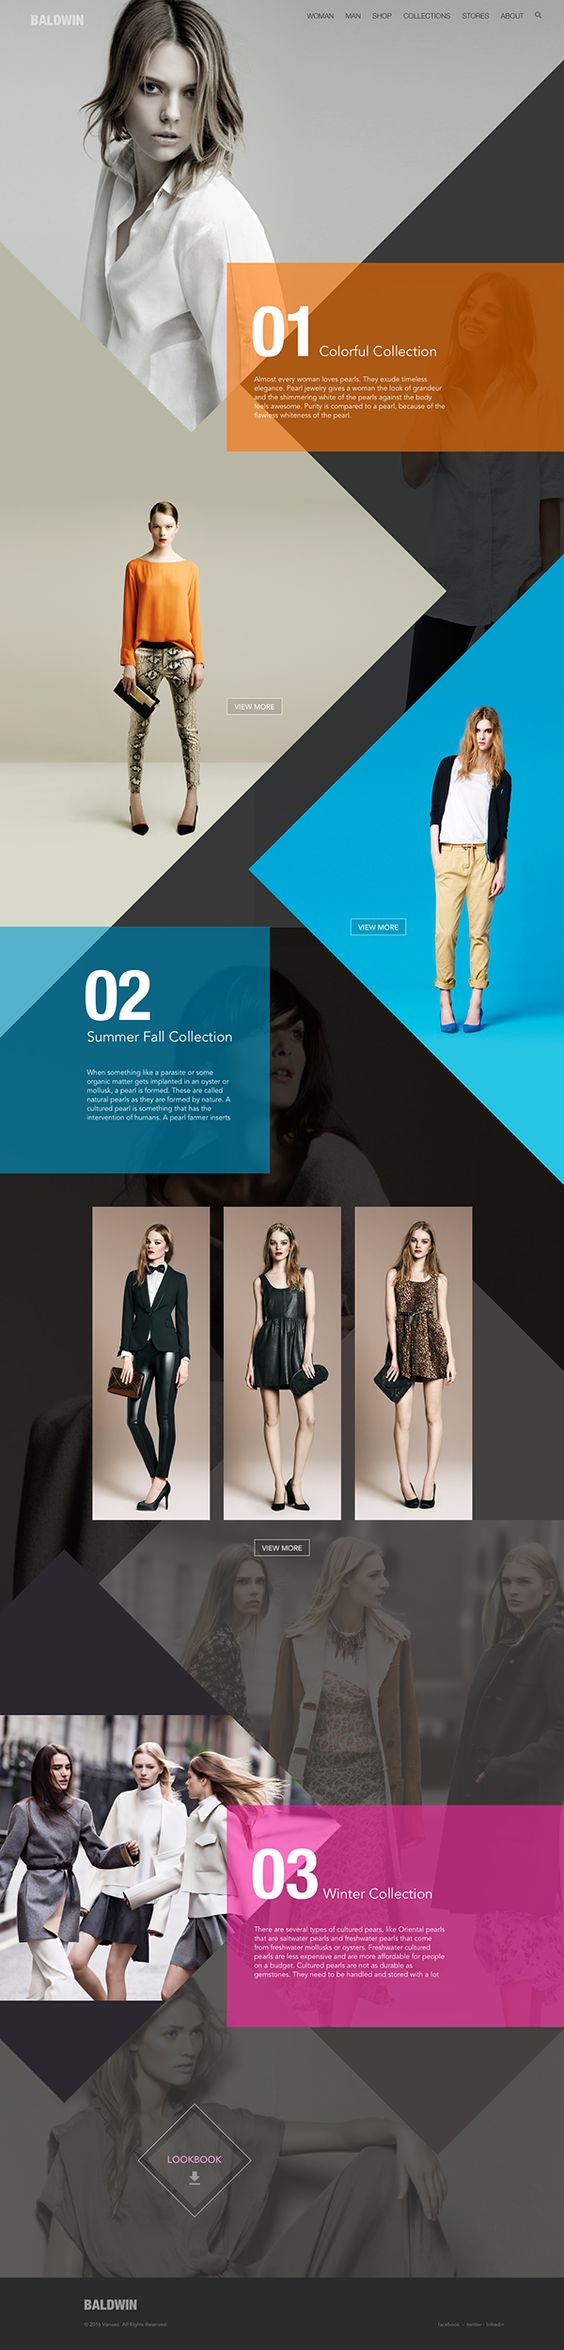 BALDWIN
WOMAN MAN SHOP COLLECTIONS STORES ABOUT
01 Colorful Collection
Almost every woman loves pearls. They exude timeless
elegance. Pearl jewelry gives a woman the look of grandeur
and the shimmering white of the pearls against the body
feels awesome. Purity is compared to a pearl, because of the
flawless whiteness of the pearl.
VIEW MORE
VIEW MORE
02
Summer Fall Collection
When something like a parasite or some
organic matter gets implanted in an oyster or
mollusk, a pearl is formed. These are called
natural pearls as they are formed by nature. A
cultured pearl is something that has the
intervention of humans. A pearl farmer inserts
VIEW MORE
03 Winter Collection
There are several types of cultured pears, like Oriental pearls
that are saltwater pearls and freshwater pearls that come
from freshwater mollusks or oysters. Freshwater cultured
pearls are less expensive and are more affordable for people
on a budget. Cultured pearls are not as durable as
gemstones. They need to be handled and stored with a lot
LOOKBOOK
BALDWIN
© 2016 Vanues. All Rights Reserved
facebook - twitter - linkedin